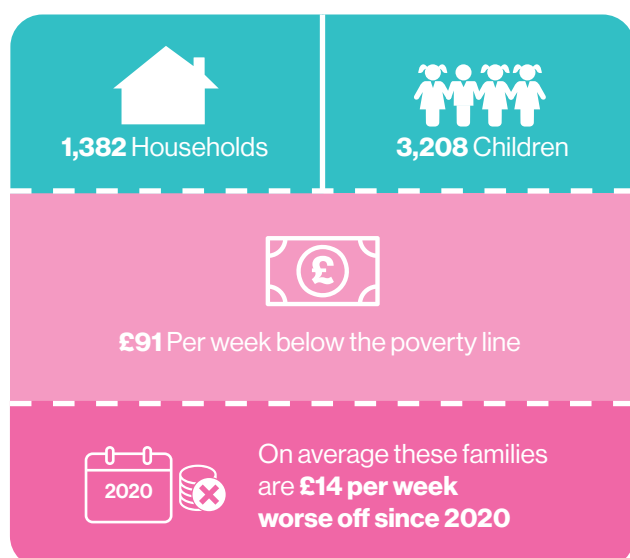 1,382 Households
3,208 Children
£
£91 Per week below the poverty line
2020
On average these families
are £14 per week
worse off since 2020